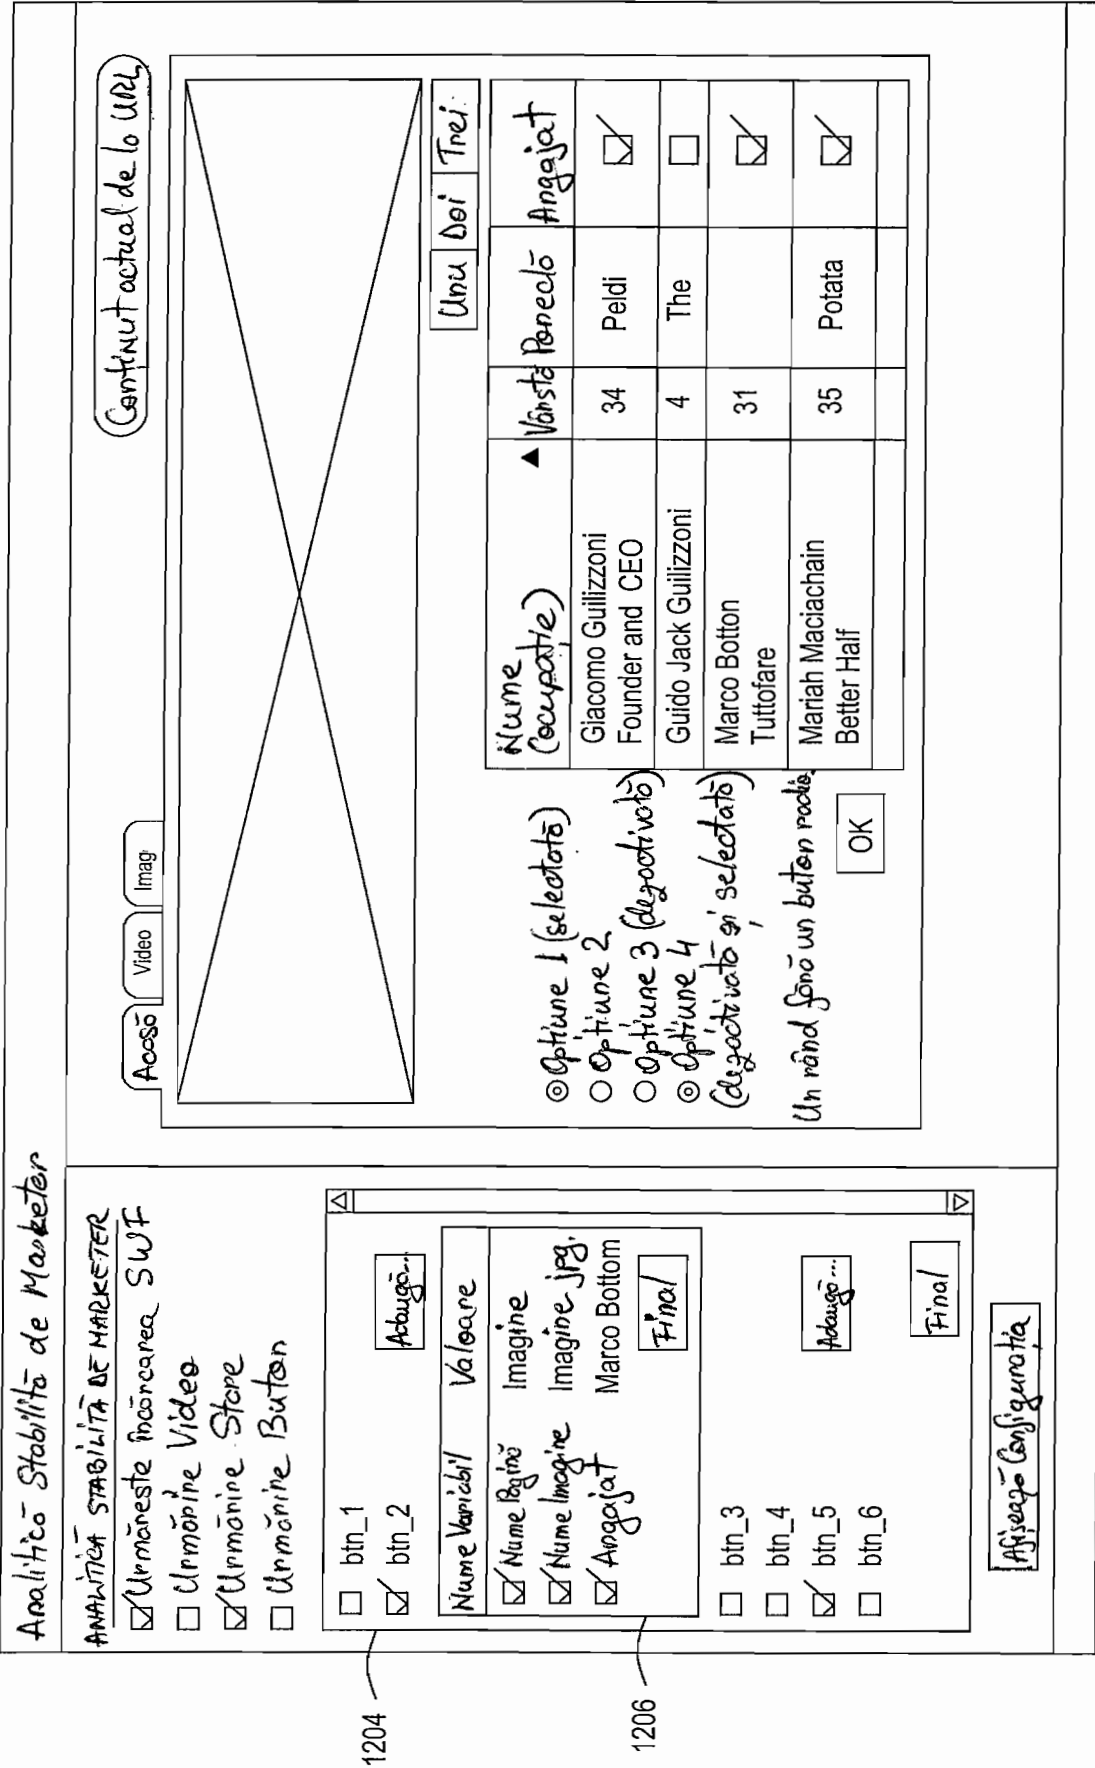 Analitică Stabilită de Marketer
ANALITICĂ STABILITĂ DE MARKETER
Urmărește încărcarea SWF
Urmărire Video
Urmărire Stare
Urmărire Buton
btn_1
btn_2
Adaugă...
Nume Variabil Valoare
Nume Pagină Imagine
Nume Imagine Imagine jpg.
Angajat Marco Bottom
Final
btn_3
btn_4
btn_5
Adaugă...
btn_6
Final
Afișează Configurația
1204
1206
Conținut actual de la URL
Acasă Video Imag
Unu Doi Trei
Opțiune 1 (selectată)
Opțiune 2
Opțiune 3 (dezactivată)
Opțiune 4
(dezactivată și selectată)
Un rând fără un buton radio.
OK
Nume
(ocupație) ▲ Vârstă Poreclă Angajat
Giacomo Guilizzoni 34 Peldi
Founder and CEO
Guido Jack Guilizzoni 4 The
Marco Botton 31
Tuttofare
Mariah Maciachain 35 Potata
Better Half